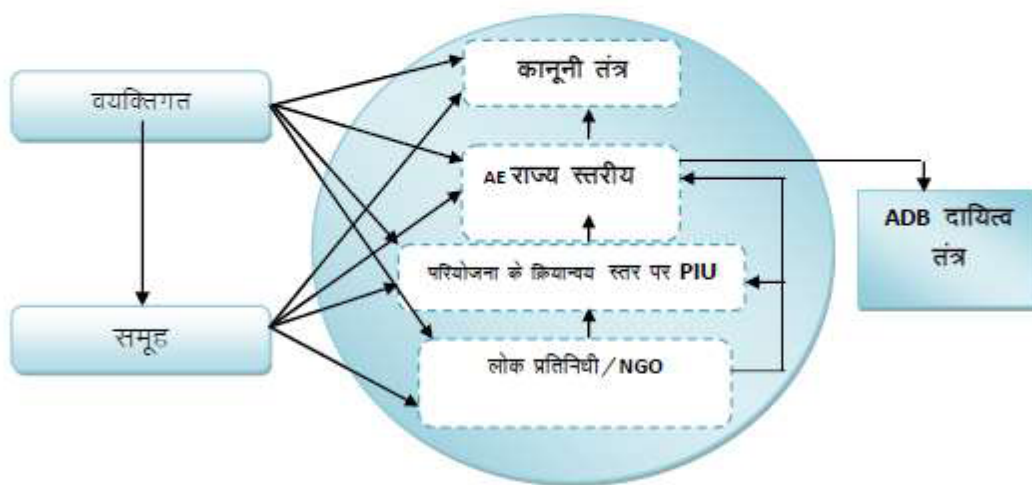 वयक्तिगत
समूह
कानूनी तंत्र
AE राज्य स्तरीय
परियोजना के क्रियान्वय स्तर पर PIU
लोक प्रतिनिधी/NGO
ADB दायित्व
तंत्र